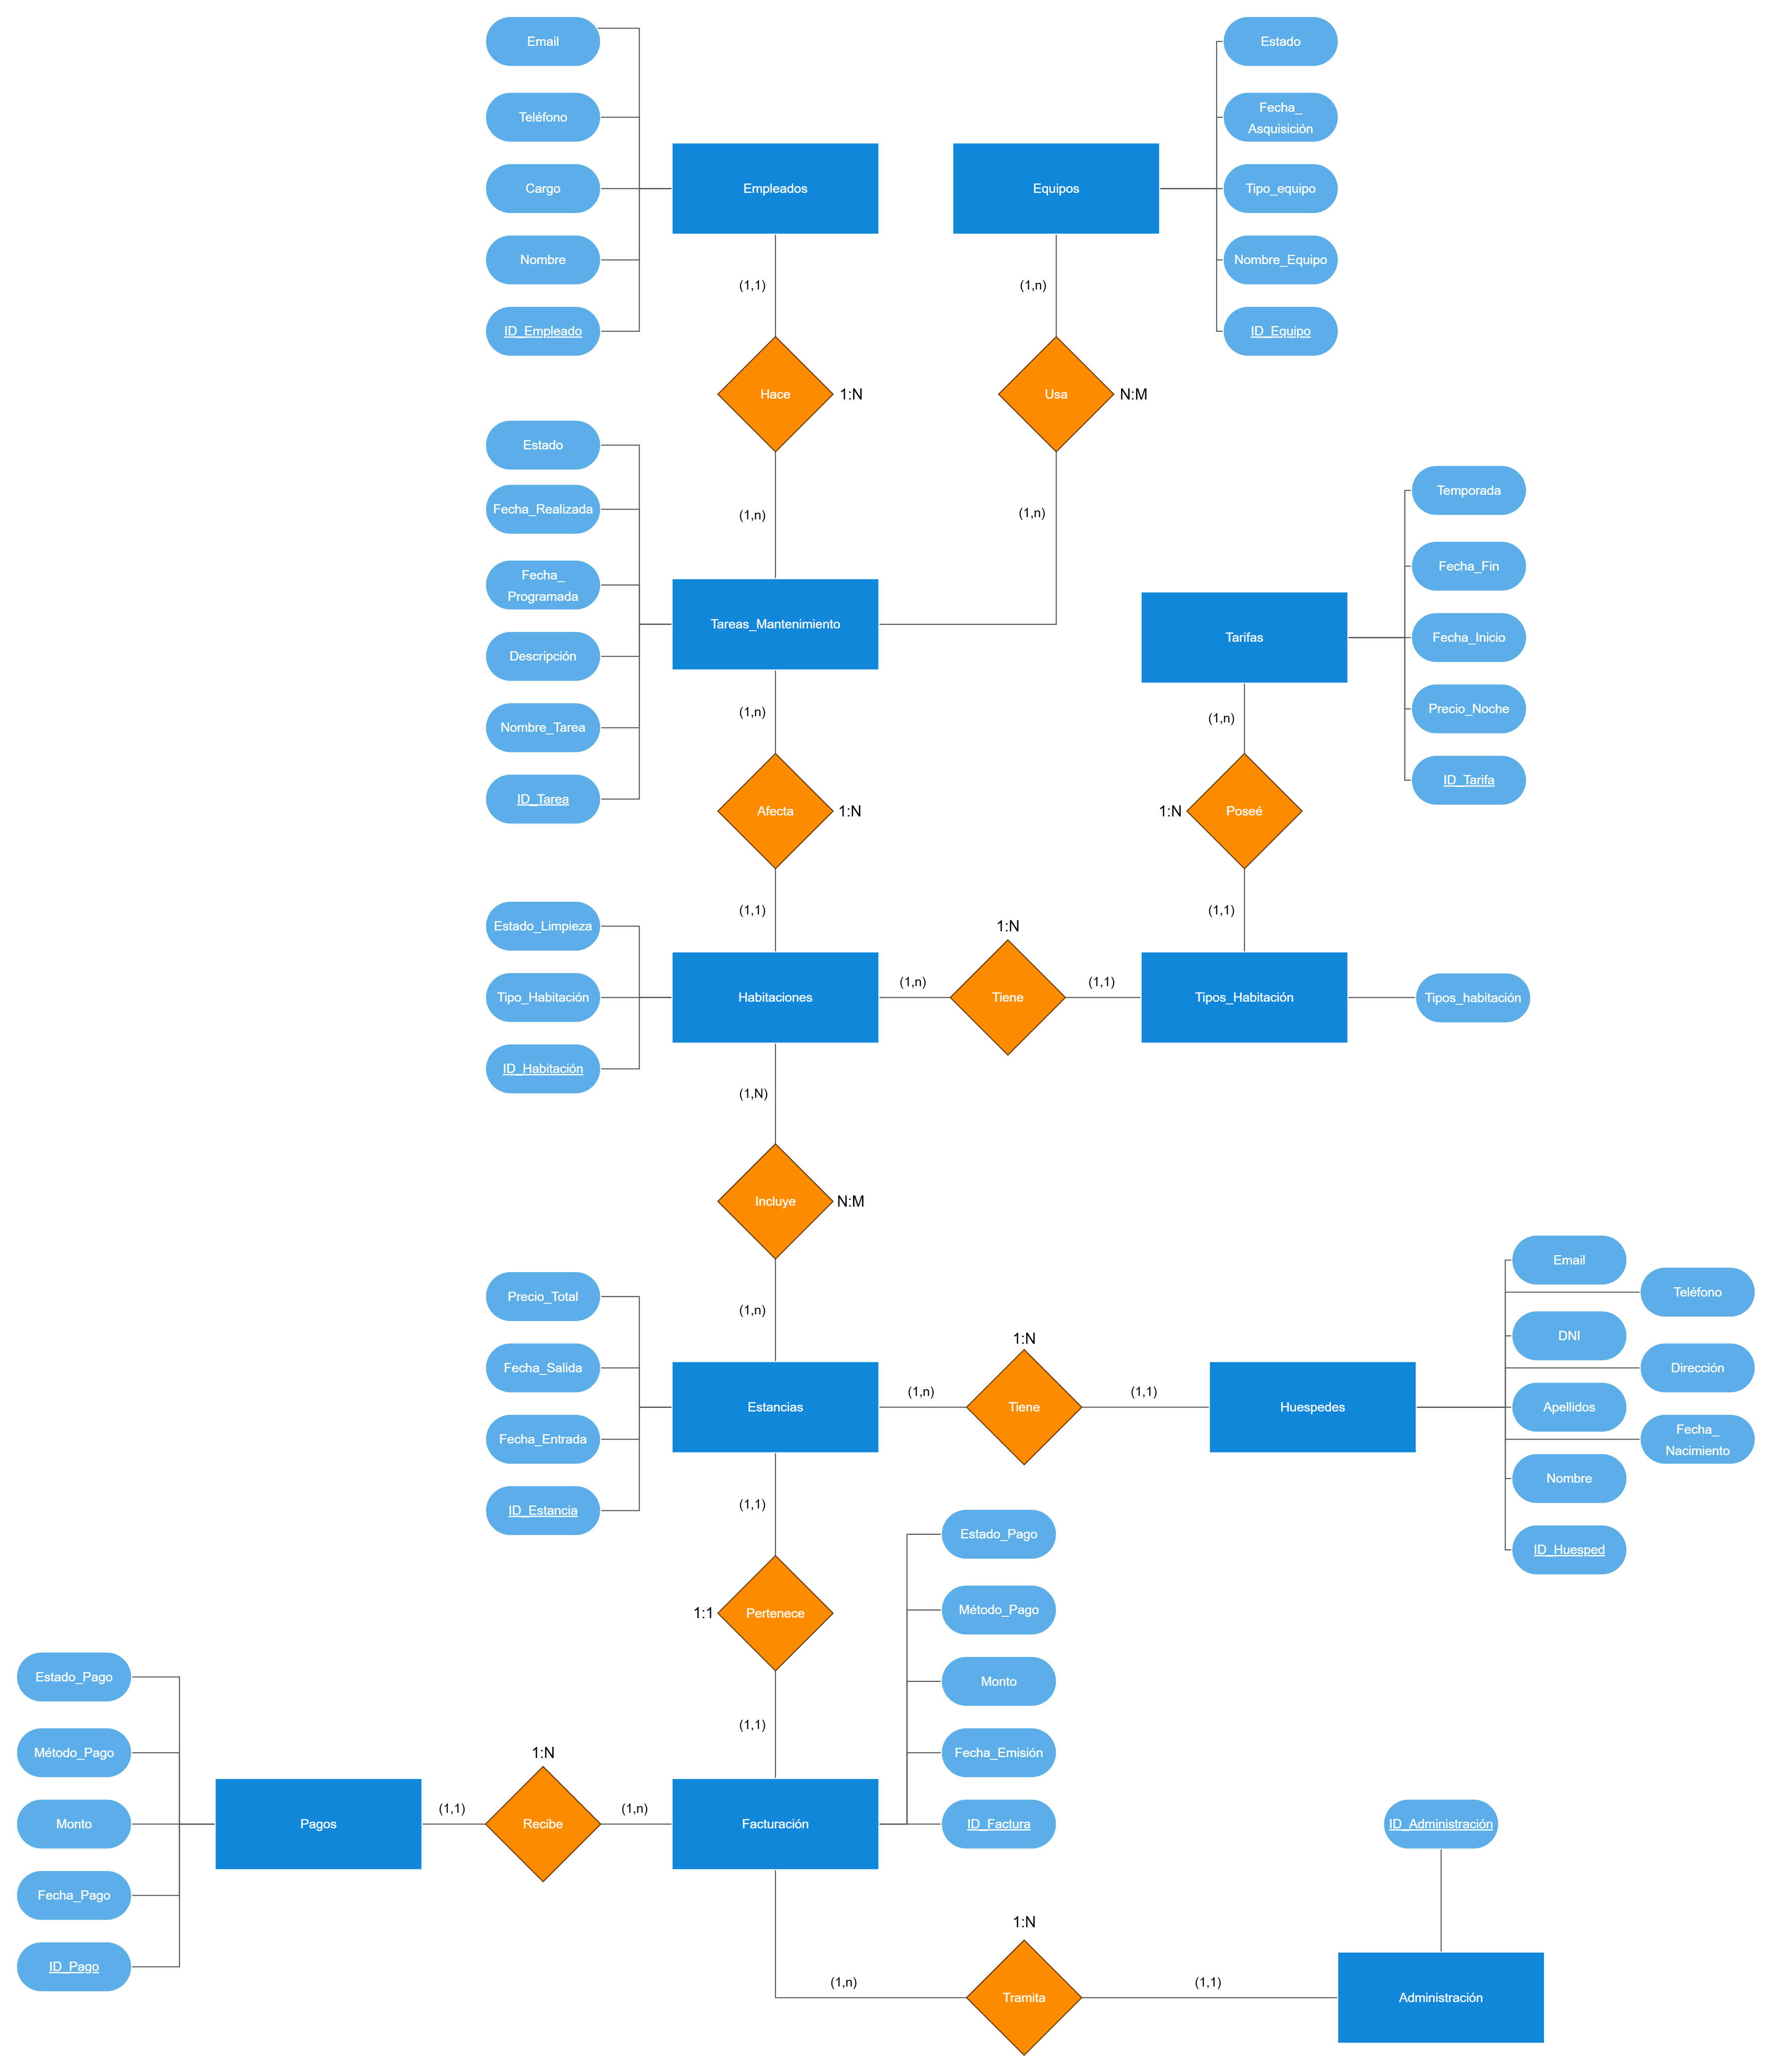 Email
Estado
Teléfono
Fecha_
Asquisición
Cargo
Empleados
Equipos
Tipo_equipo
Nombre
Nombre_Equipo
(1,1)
(1,n)
ID_Empleado
ID_Equipo
Hace
1:N
Usa
N:M
Estado
Temporada
Fecha_Realizada
(1,n)
(1,n)
Fecha_Fin
Fecha_
Programada
Tareas_Mantenimiento
Tarifas
Fecha_Inicio
Descripción
(1,n)
(1,n)
Precio_Noche
Nombre_Tarea
ID_Tarifa
ID_Tarea
Afecta
1:N
1:N
Poseé
(1,1)
(1,1)
Estado_Limpieza
1:N
(1,n)
(1,1)
Tipo_Habitación
Habitaciones
Tiene
Tipos_Habitación
Tipos_habitación
ID_Habitación
(1,N)
Incluye
N:M
Email
Precio_Total
Teléfono
(1,n)
1:N
DNI
Fecha_Salida
Dirección
(1,n)
(1,1)
Estancias
Tiene
Huespedes
Apellidos
Fecha_Entrada
Fecha_
Nacimiento
Nombre
(1,1)
ID_Estancia
Estado_Pago
ID_Huesped
1:1
Pertenece
Método_Pago
Estado_Pago
Monto
(1,1)
Método_Pago
1:N
Fecha_Emisión
(1,1)
(1,n)
Monto
Pagos
Recibe
Facturación
ID_Factura
ID_Administración
Fecha_Pago
1:N
ID_Pago
(1,n)
(1,1)
Tramita
Administración